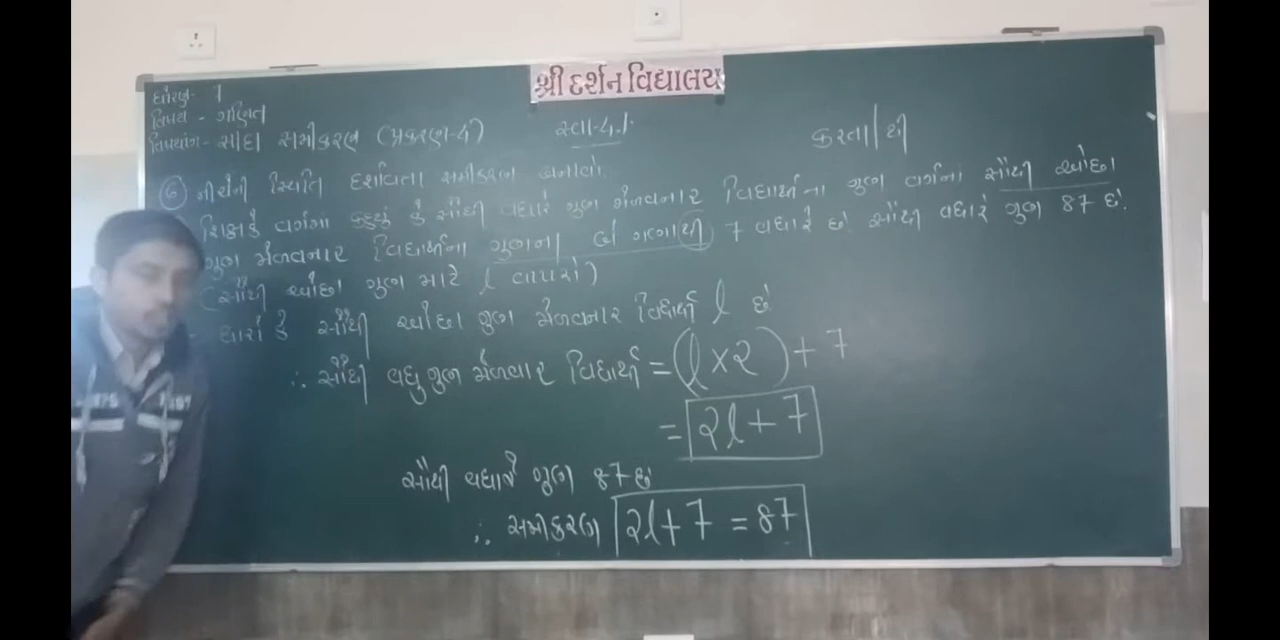 શ્રી દર્શન વિદ્યાલય
ધોરણ- 7
વિષય - ગણિત
વિષયાંગ- સાદા સમીકરણ (પ્રકરણ-4)
સ્વા-4.1
કરતા/થી
(6) નીચેની સ્થિતિ દર્શાવતા સમીકરણ બનાવો.
શિક્ષકે વર્ગમા કહ્યું કે સૌથી વધારે ગુણ મેળવનાર વિદ્યાર્થીના ગુણ વર્ગનાં સૌથી ઓછા
ગુણ મેળવનાર વિદ્યાર્થીના ગુણના બે ગણાથી 7 વધારે છે. સૌથી વધારે ગુણ 87 છે.
(સૌથી ઓછા ગુણ માટે l વાપરો)
- ધારો કે સૌથી ઓછા ગુણ મેળવનાર વિદ્યાર્થી l છે
∴ સૌથી વધુ ગુણ મેળવાર વિદ્યાર્થી = (l × 2) + 7
= 2l + 7
સૌથી વધારે ગુણ 87 છે
∴ સમીકરણ 2l + 7 = 87